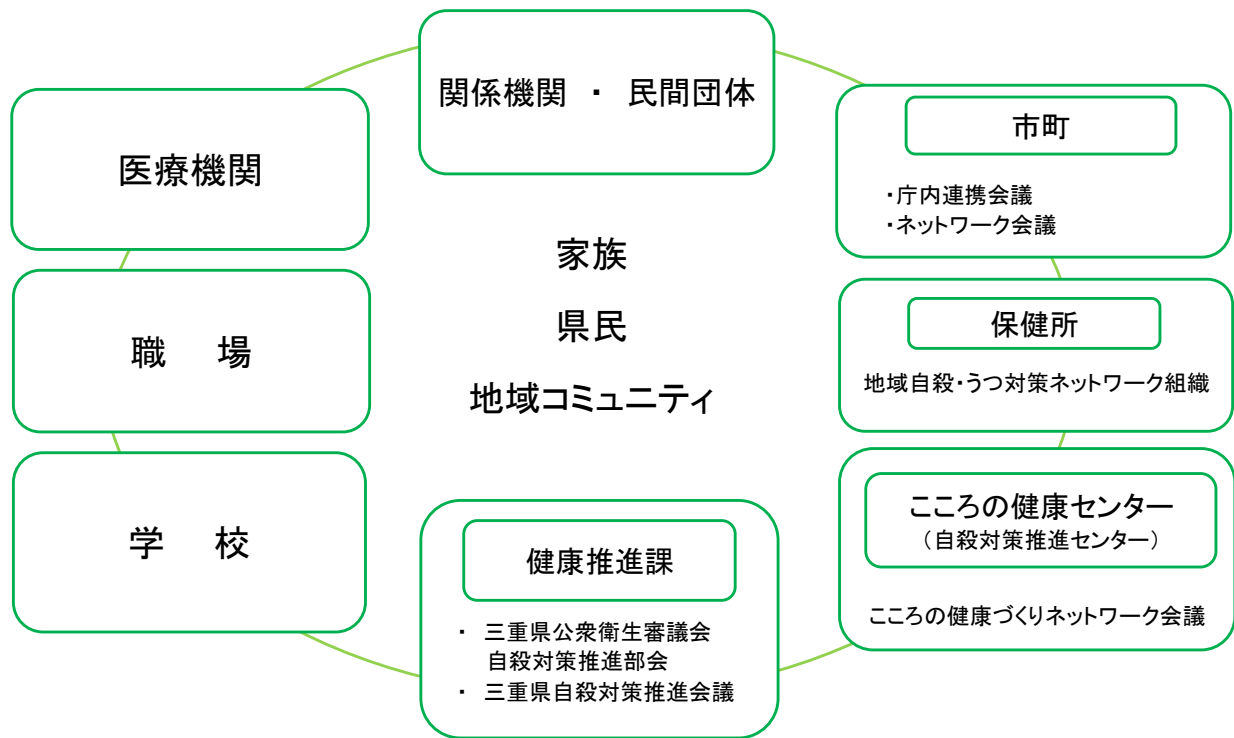 関係機関 ・ 民間団体
医療機関
市町
・庁内連携会議
・ネットワーク会議
家族
県民
地域コミュニティ
職 場
保健所
地域自殺・うつ対策ネットワーク組織
学 校
こころの健康センター
（自殺対策推進センター）
こころの健康づくりネットワーク会議
健康推進課
・ 三重県公衆衛生審議会
自殺対策推進部会
・ 三重県自殺対策推進会議